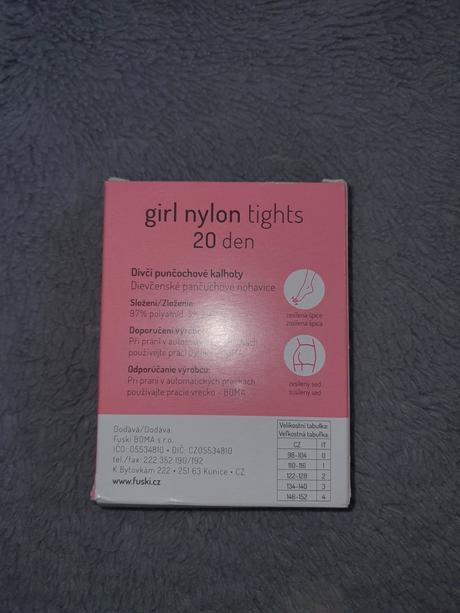 girl nylon tights
20 den
Dívčí punčochové kalhoty
Dievčenské pančuchové nohavice
Složení/Zloženie:
97% polyamid 3%
Doporučení výrobce:
Při praní v automatických pračkách
používejte prací
Odporúčanie výrobcu:
Pri praní v automatických práčkach
používajte pracie vrecko - BOMA
zesílené špice
zosilnená špica
zesílený sed
zosilnený sed
Dodává/Dodáva:
Fuski BOMA s.r.o.
IČO: 05534810 • DIČ: CZ05534810
tel./fax: 222 352 190/192
K Bytovkám 222 • 251 63 Kunice • CZ
www.fuski.cz
Velikostní tabulka:
Veľkostná tabuľka:
CZ IT
98-104 0
110-116 1
122-128 2
134-140 3
146-152 4